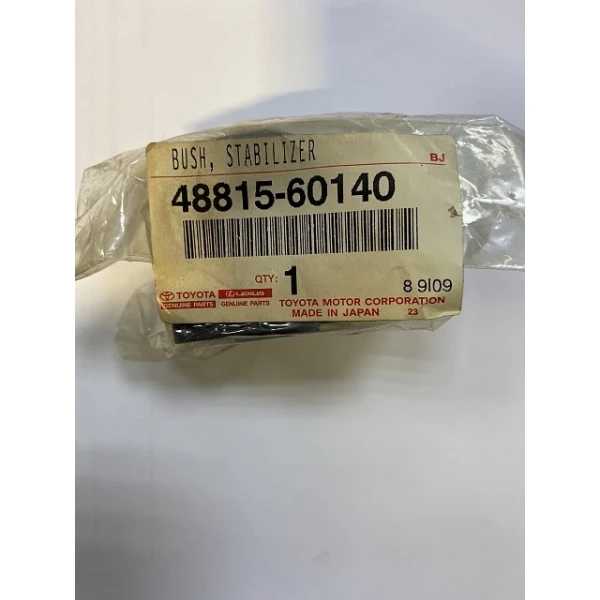 BUSH, STABILIZER
BJ
48815-60140
QTY: 1
8 9I09
TOYOTA LEXUS
GENUINE PARTS GENUINE PARTS
TOYOTA MOTOR CORPORATION
MADE IN JAPAN 23